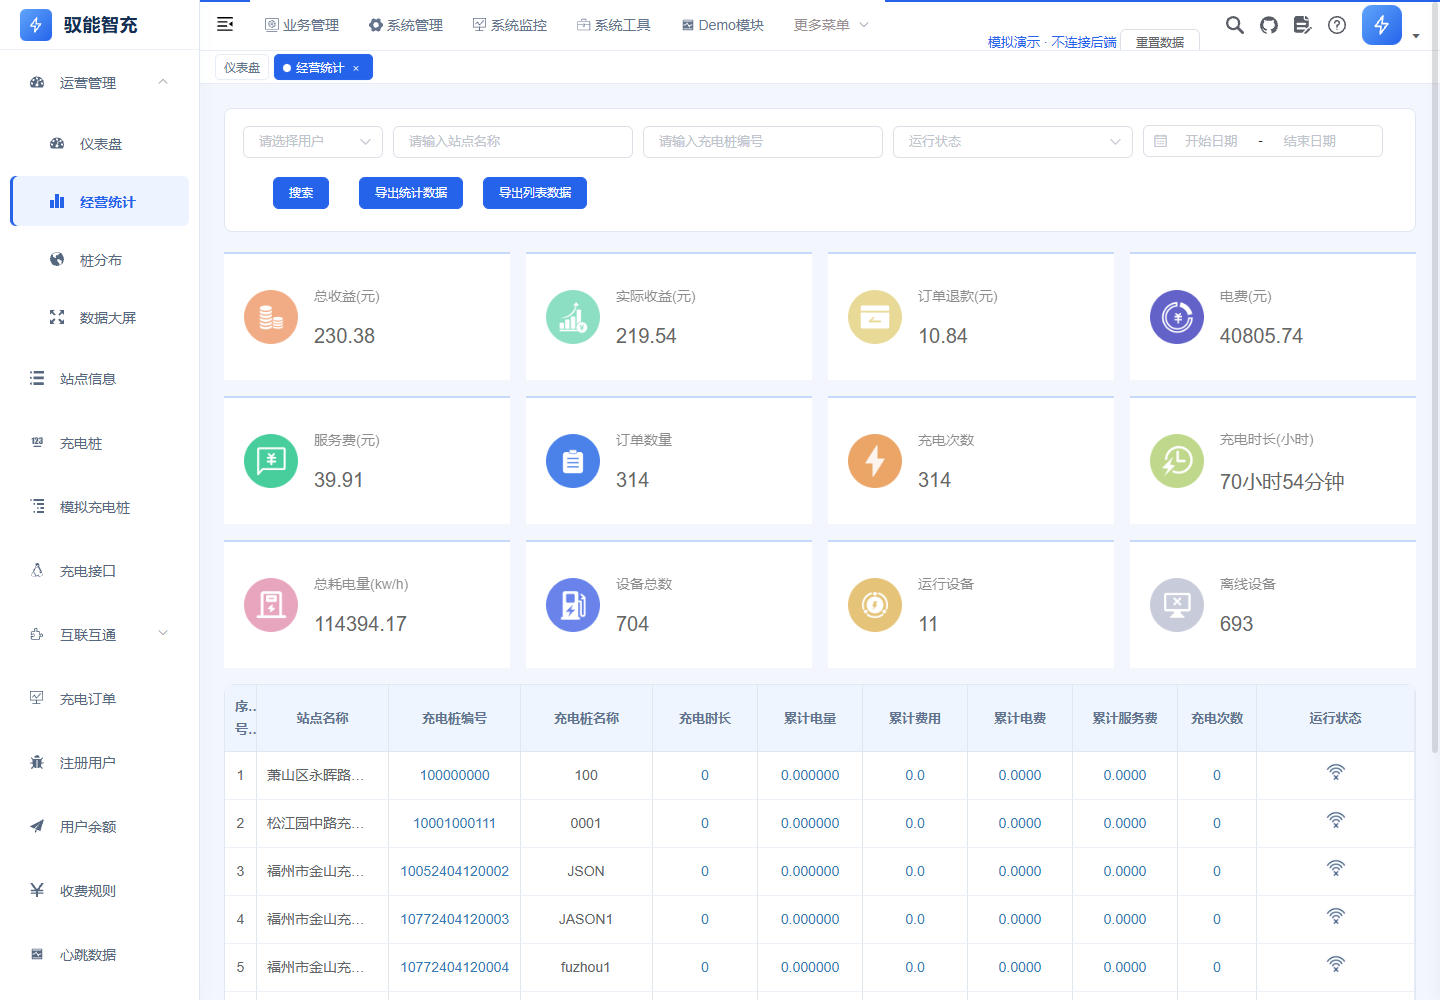 驭能智充
业务管理
系统管理
系统监控
系统工具
Demo模块
更多菜单
模拟演示 · 不连接后端
重置数据
仪表盘
经营统计 ×
运营管理
仪表盘
经营统计
桩分布
数据大屏
站点信息
充电桩
模拟充电桩
充电接口
互联互通
充电订单
注册用户
用户余额
收费规则
心跳数据
请选择用户
请输入站点名称
请输入充电桩编号
运行状态
开始日期 - 结束日期
搜索
导出统计数据
导出列表数据
总收益(元)
230.38
实际收益(元)
219.54
订单退款(元)
10.84
电费(元)
40805.74
服务费(元)
39.91
订单数量
314
充电次数
314
充电时长(小时)
70小时54分钟
总耗电量(kw/h)
114394.17
设备总数
704
运行设备
11
离线设备
693
序..
号..
站点名称 充电桩编号 充电桩名称 充电时长 累计电量 累计费用 累计电费 累计服务费 充电次数 运行状态
1 萧山区永晖路... 100000000 100 0 0.000000 0.0 0.0000 0.0000 0
2 松江园中路充... 10001000111 0001 0 0.000000 0.0 0.0000 0.0000 0
3 福州市金山充... 10052404120002 JSON 0 0.000000 0.0 0.0000 0.0000 0
4 福州市金山充... 10772404120003 JASON1 0 0.000000 0.0 0.0000 0.0000 0
5 福州市金山充... 10772404120004 fuzhou1 0 0.000000 0.0 0.0000 0.0000 0